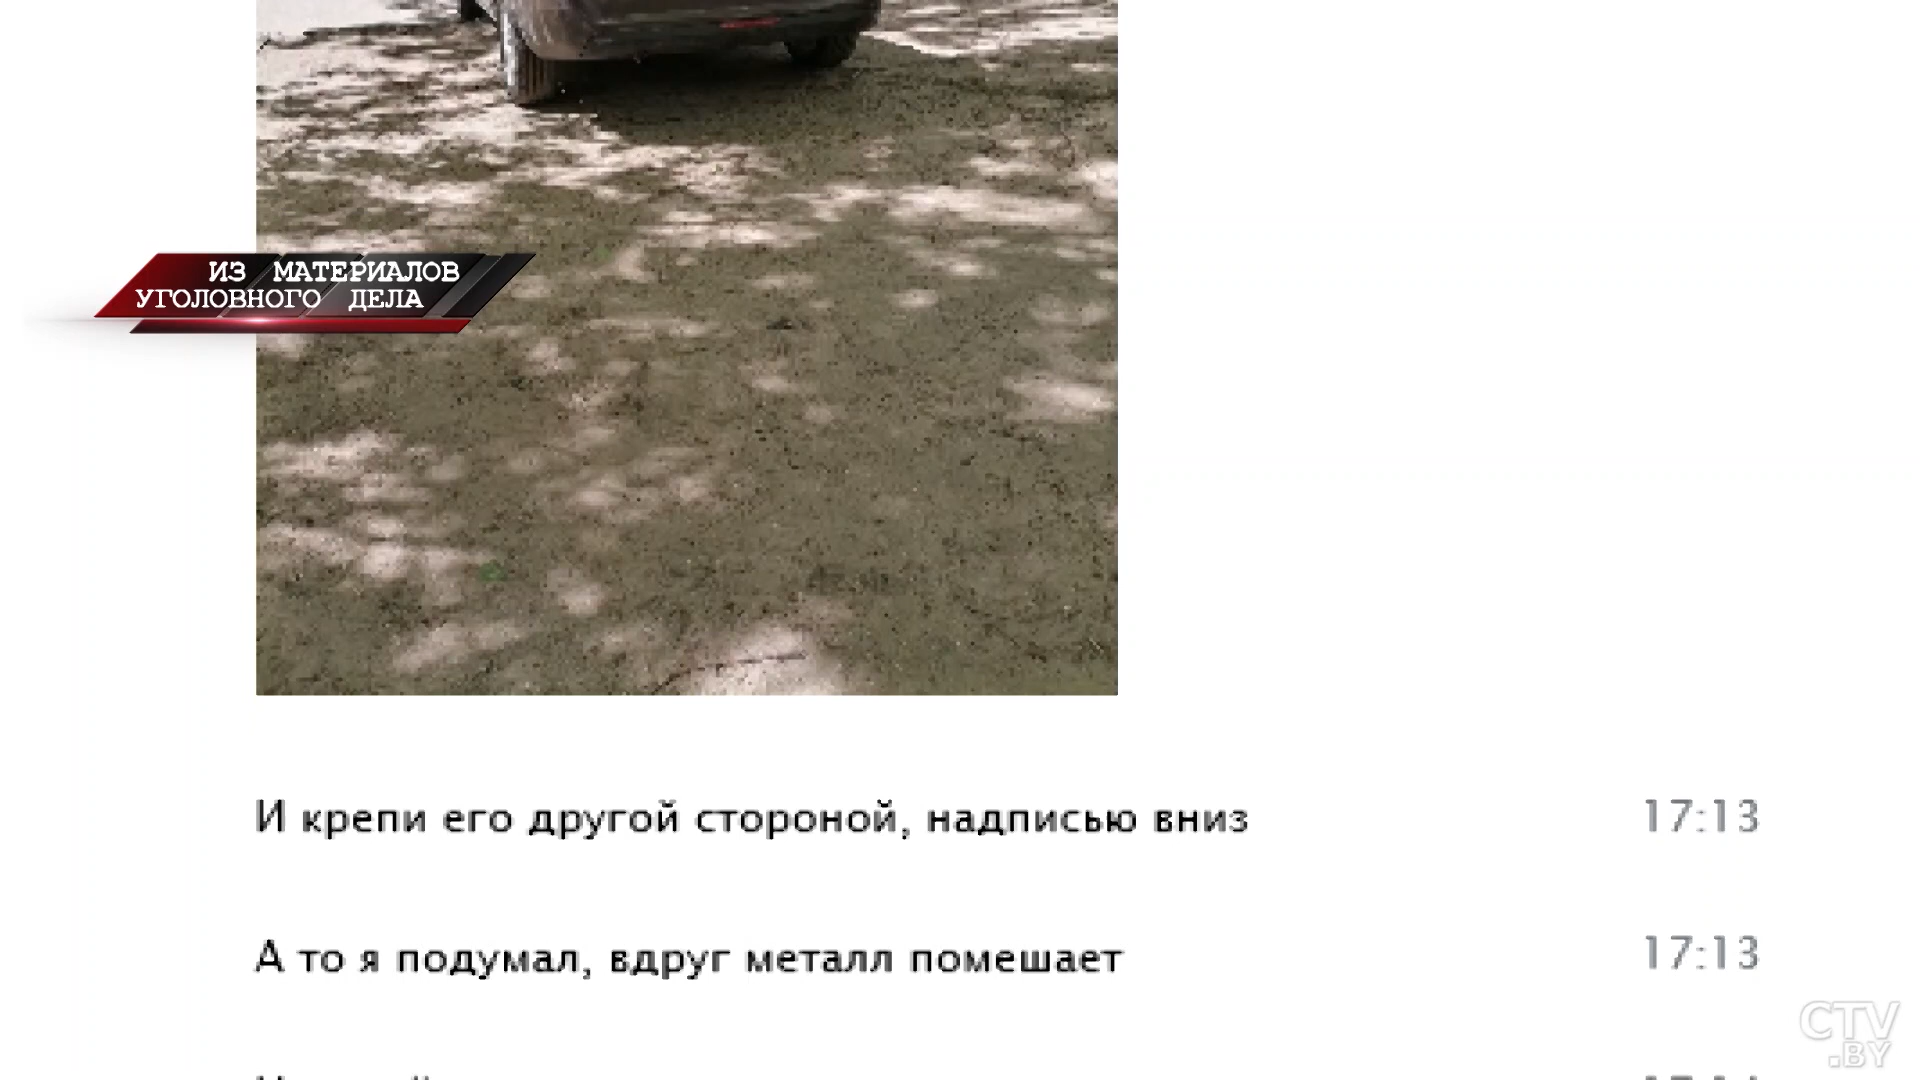 ИЗ МАТЕРИАЛОВ
УГОЛОВНОГО ДЕЛА
И крепи его другой стороной, надписью вниз 17:13
А то я подумал, вдруг металл помешает 17:13
CTV
.BY